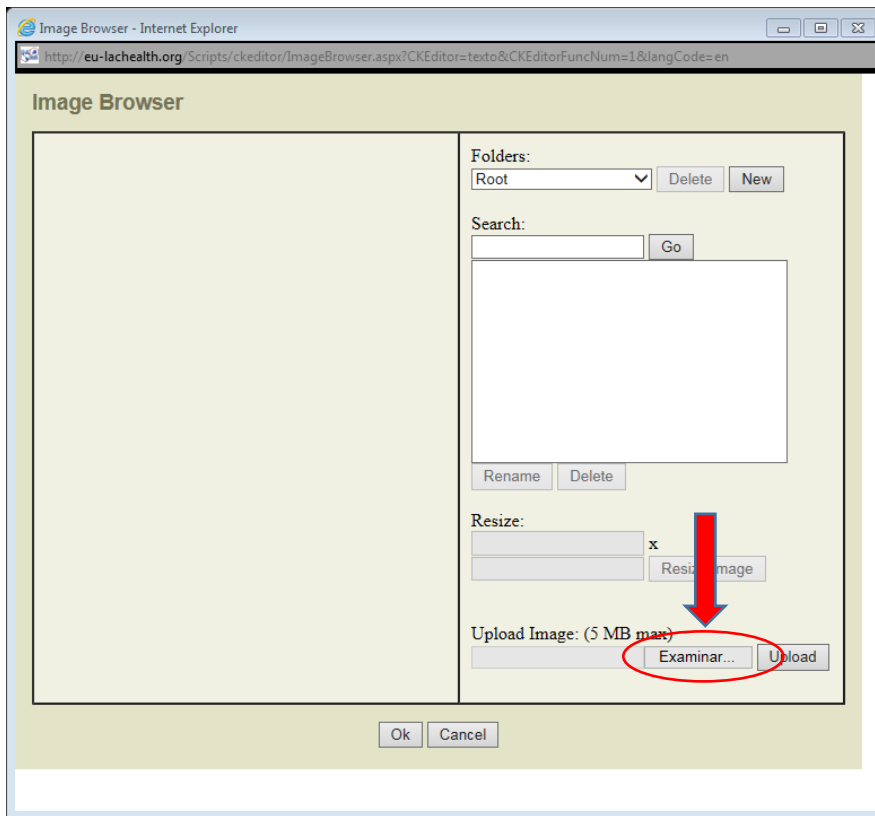 Image Browser - Internet Explorer
http://eu-lachealth.org/Scripts/ckeditor/ImageBrowser.aspx?CKEditor=texto&CKEditorFuncNum=1&langCode=en
Image Browser
Folders:
Root Delete New
Search:
Go
Rename Delete
Resize:
x
Resize Image
Upload Image: (5 MB max)
Examinar... Upload
Ok Cancel